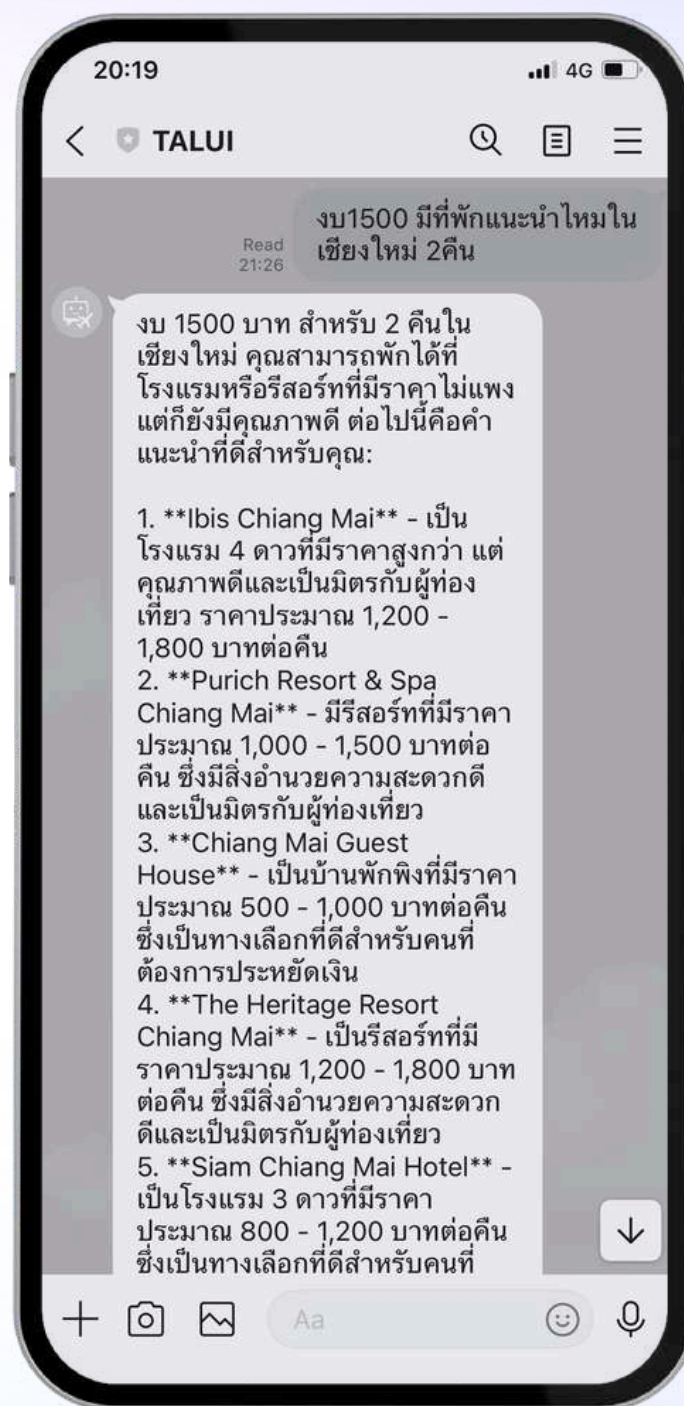 20:19
4G
TALUI
งบ1500 มีที่พักแนะนำไหมใน
เชียงใหม่ 2คืน
Read
21:26
งบ 1500 บาท สำหรับ 2 คืนใน
เชียงใหม่ คุณสามารถพักได้ที่
โรงแรมหรือรีสอร์ทที่มีราคาไม่แพง
แต่ก็ยังมีคุณภาพดี ต่อไปนี้คือคำ
แนะนำที่ดีสำหรับคุณ:
1. **Ibis Chiang Mai** - เป็น
โรงแรม 4 ดาวที่มีราคาสูงกว่า แต่
คุณภาพดีและเป็นมิตรกับผู้ท่อง
เที่ยว ราคาประมาณ 1,200 -
1,800 บาทต่อคืน
2. **Purich Resort & Spa
Chiang Mai** - มีรีสอร์ทที่มีราคา
ประมาณ 1,000 - 1,500 บาทต่อ
คืน ซึ่งมีสิ่งอำนวยความสะดวกดี
และเป็นมิตรกับผู้ท่องเที่ยว
3. **Chiang Mai Guest
House** - เป็นบ้านพักพิงที่มีราคา
ประมาณ 500 - 1,000 บาทต่อคืน
ซึ่งเป็นทางเลือกที่ดีสำหรับคนที่
ต้องการประหยัดเงิน
4. **The Heritage Resort
Chiang Mai** - เป็นรีสอร์ทที่มี
ราคาประมาณ 1,200 - 1,800 บาท
ต่อคืน ซึ่งมีสิ่งอำนวยความสะดวก
ดีและเป็นมิตรกับผู้ท่องเที่ยว
5. **Siam Chiang Mai Hotel** -
เป็นโรงแรม 3 ดาวที่มีราคา
ประมาณ 800 - 1,200 บาทต่อคืน
ซึ่งเป็นทางเลือกที่ดีสำหรับคนที่
Aa